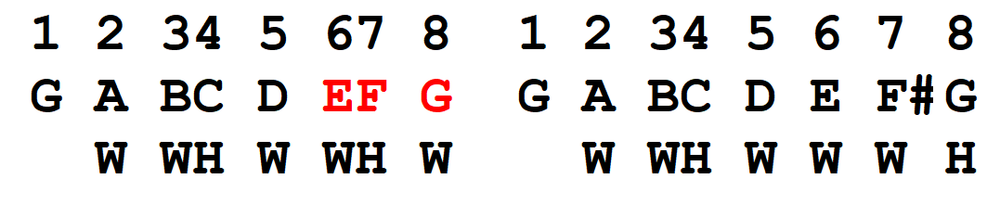 1 2 34 5 67 8 1 2 34 5 6 7 8
G A BC D EF G G A BC D E F# G
W WH W WH W W WH W W W H